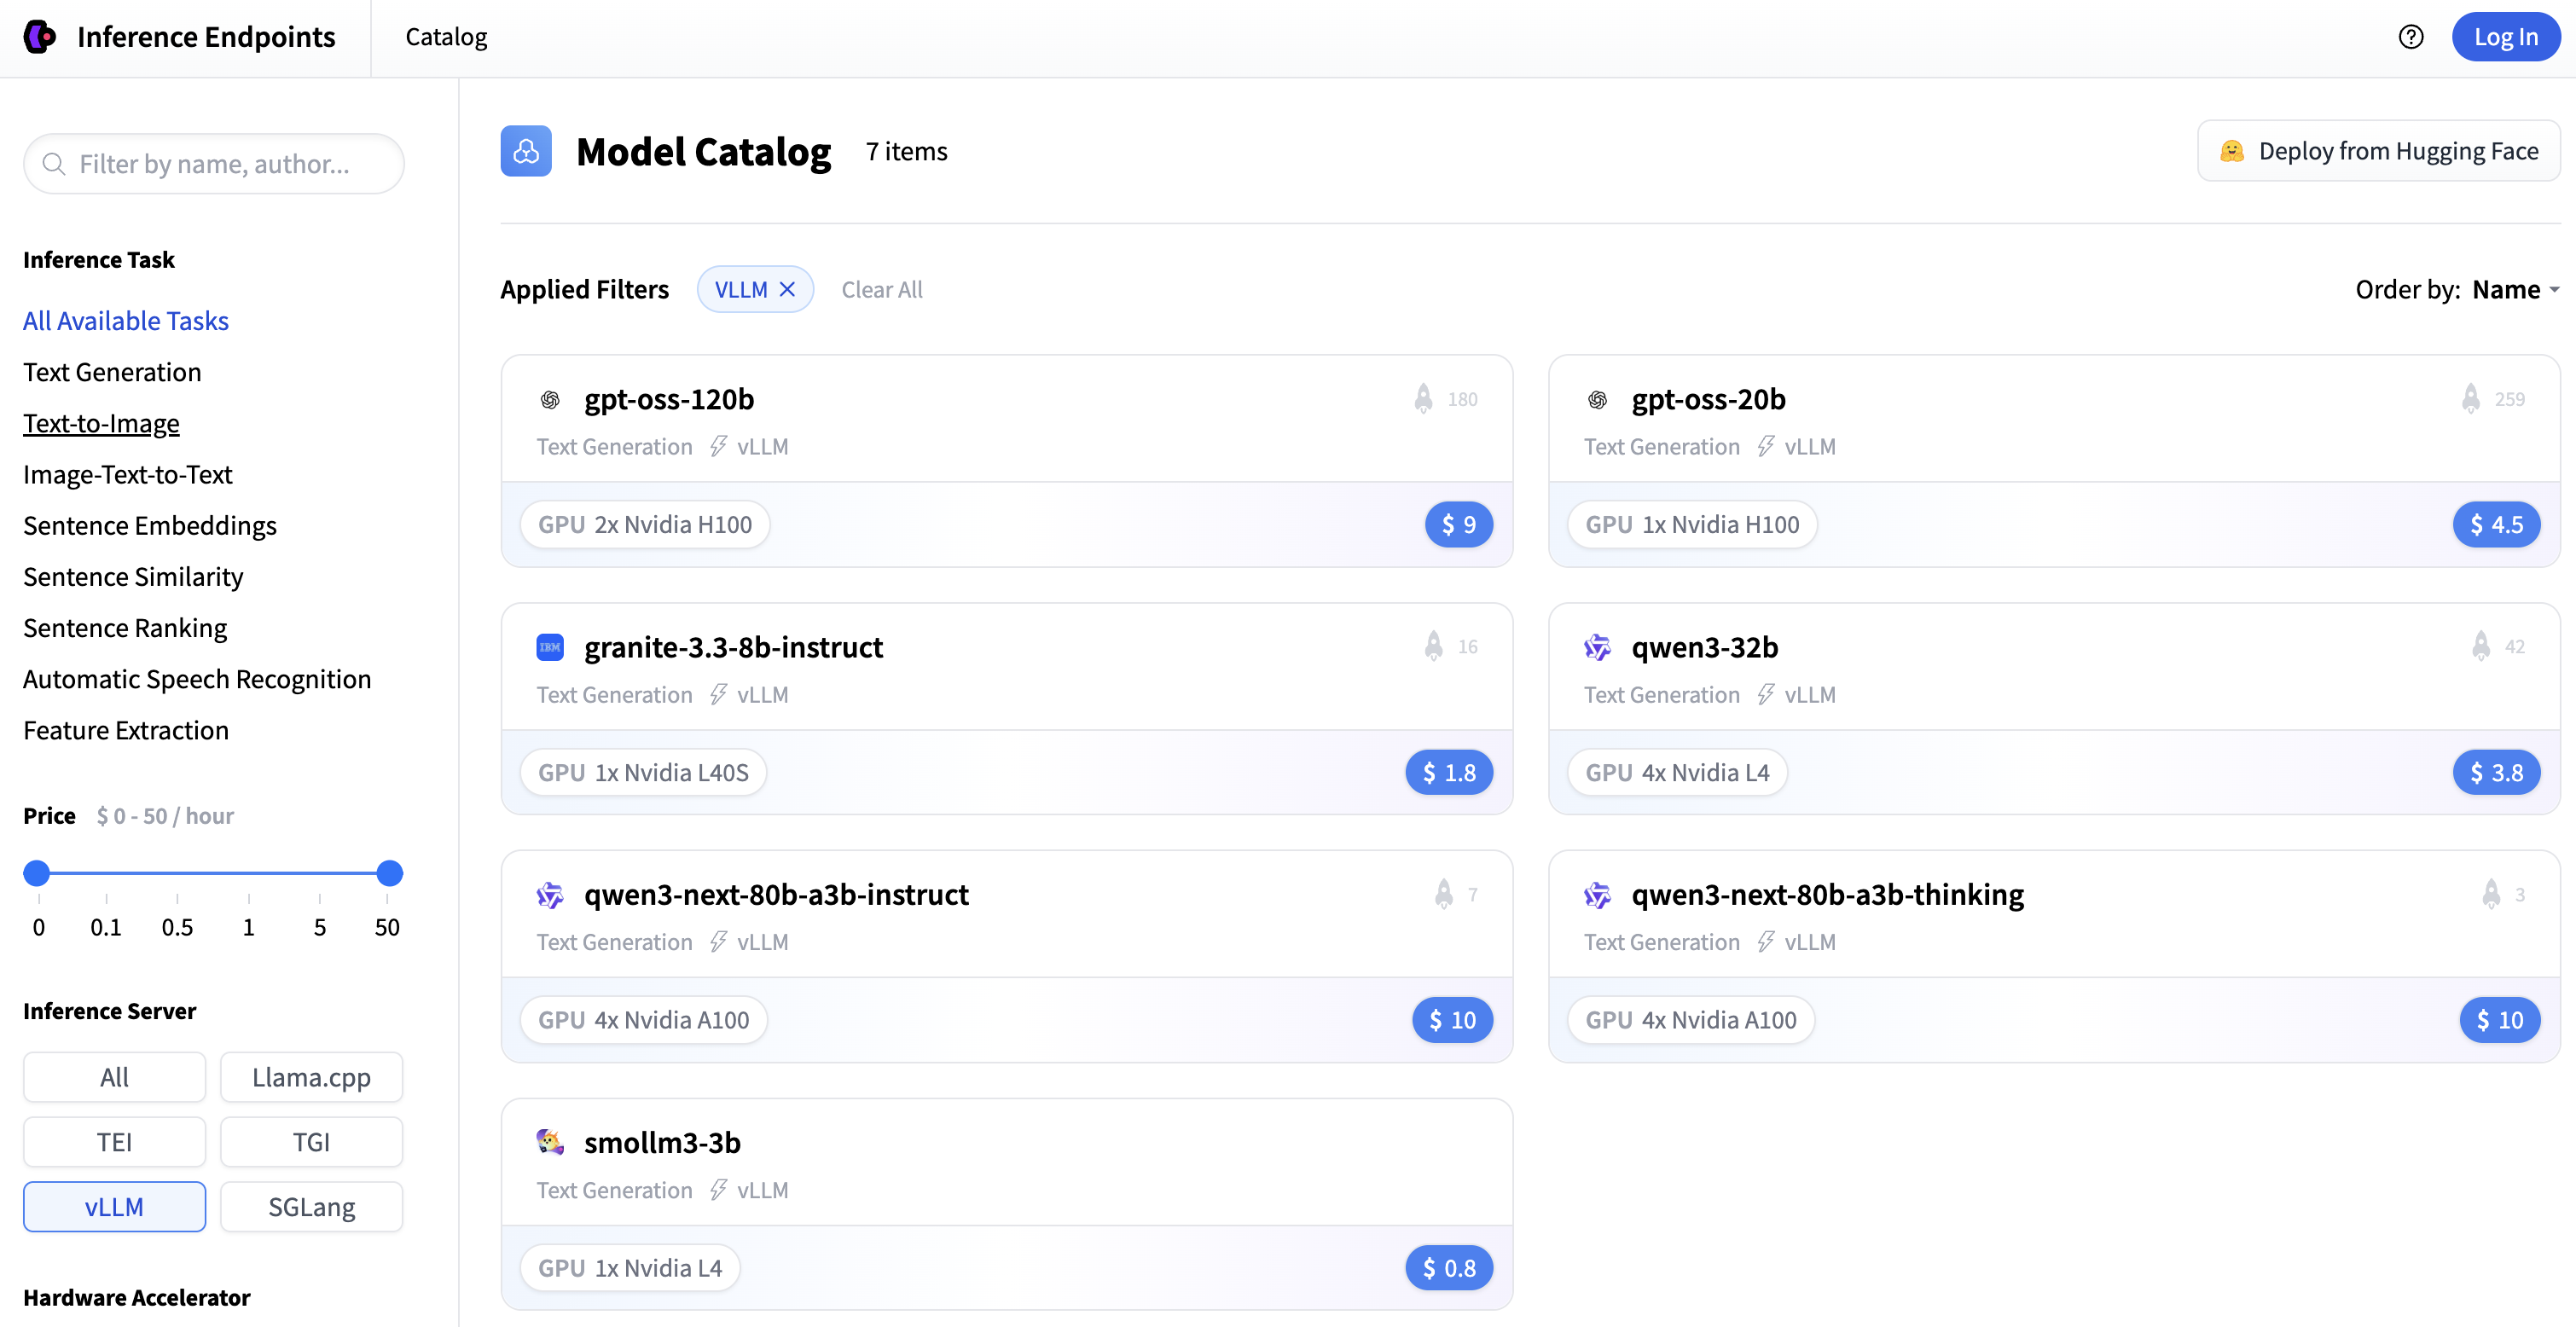 Inference Endpoints
Catalog
Log In
Filter by name, author...
Inference Task
All Available Tasks
Text Generation
Text-to-Image
Image-Text-to-Text
Sentence Embeddings
Sentence Similarity
Sentence Ranking
Automatic Speech Recognition
Feature Extraction
Price $ 0 - 50 / hour
0 0.1 0.5 1 5 50
Inference Server
All Llama.cpp
TEI TGI
vLLM SGLang
Hardware Accelerator
Model Catalog 7 items
Deploy from Hugging Face
Applied Filters VLLM Clear All
Order by: Name
gpt-oss-120b 180
Text Generation vLLM
GPU 2x Nvidia H100 $ 9
gpt-oss-20b 259
Text Generation vLLM
GPU 1x Nvidia H100 $ 4.5
IBM granite-3.3-8b-instruct 16
Text Generation vLLM
GPU 1x Nvidia L40S $ 1.8
qwen3-32b 42
Text Generation vLLM
GPU 4x Nvidia L4 $ 3.8
qwen3-next-80b-a3b-instruct 7
Text Generation vLLM
GPU 4x Nvidia A100 $ 10
qwen3-next-80b-a3b-thinking 3
Text Generation vLLM
GPU 4x Nvidia A100 $ 10
smollm3-3b
Text Generation vLLM
GPU 1x Nvidia L4 $ 0.8